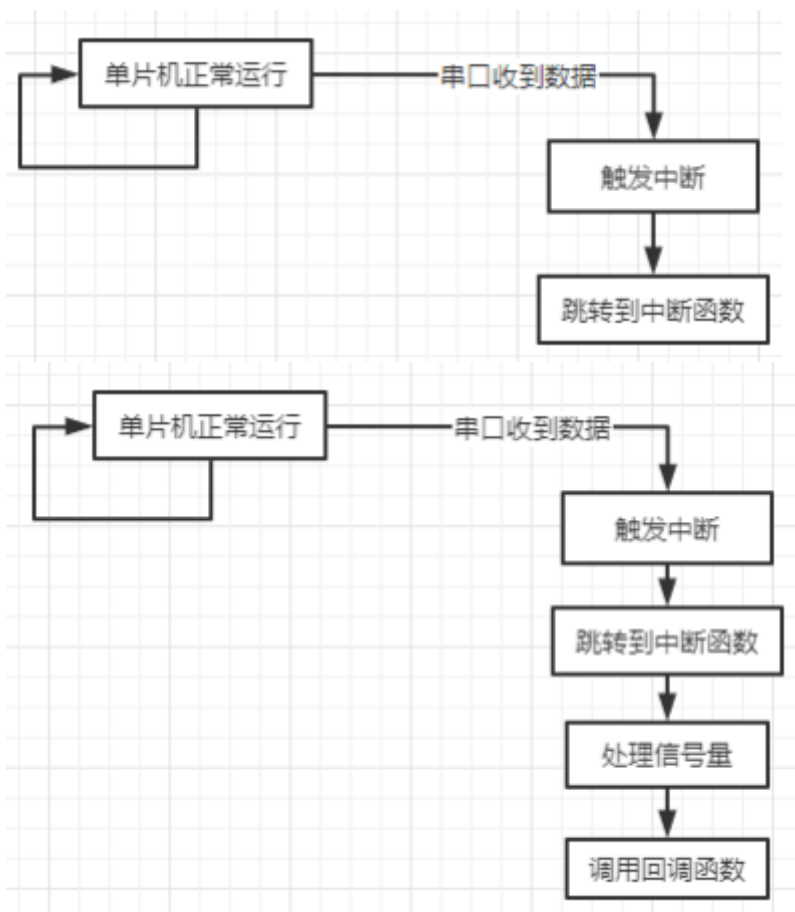 单片机正常运行
串口收到数据
触发中断
跳转到中断函数
单片机正常运行
串口收到数据
触发中断
跳转到中断函数
处理信号量
调用回调函数